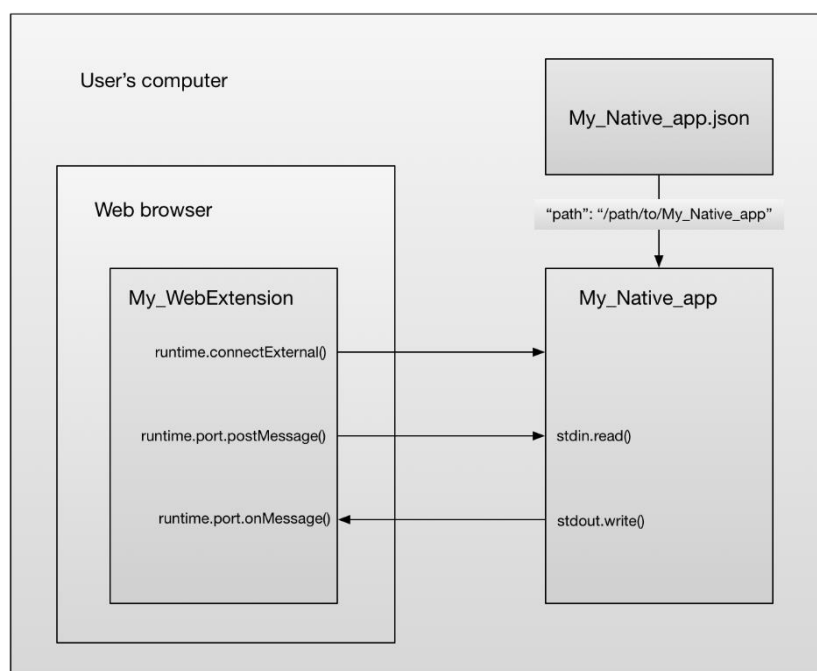 User's computer
My_Native_app.json
Web browser
“path”: “/path/to/My_Native_app”
My_WebExtension
My_Native_app
runtime.connectExternal()
runtime.port.postMessage()
stdin.read()
runtime.port.onMessage()
stdout.write()